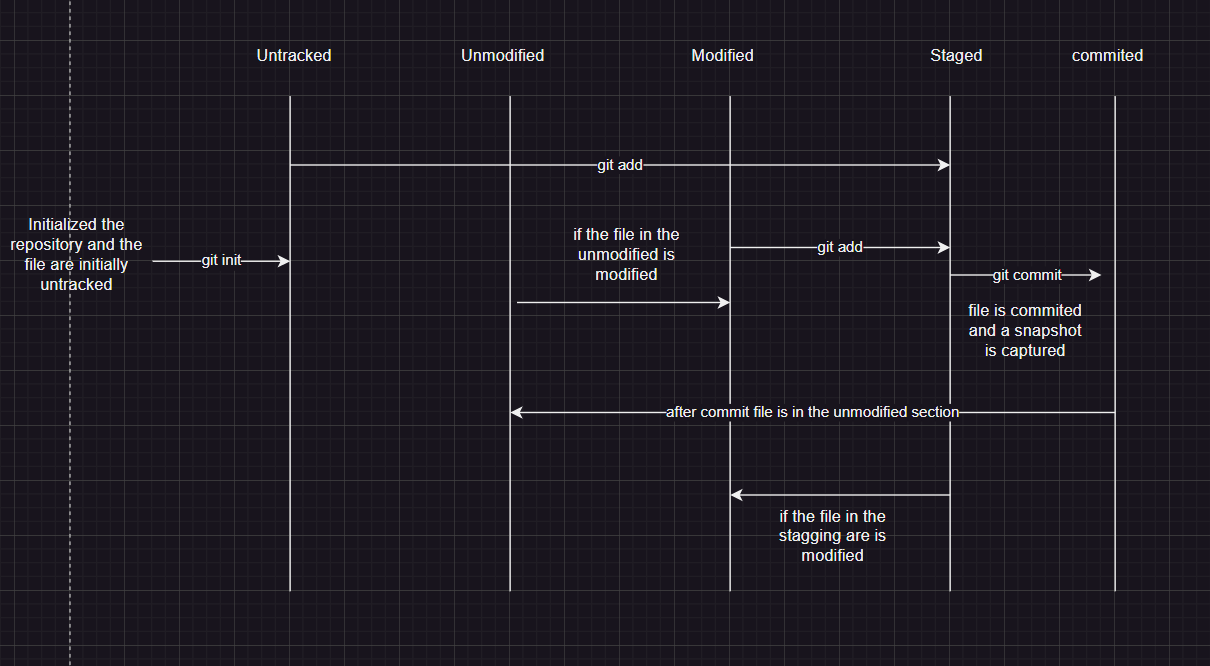 Untracked
Unmodified
Modified
Staged
commited
git add
Initialized the
repository and the
file are initially
untracked
git init
if the file in the
unmodified is
modified
git add
git commit
file is commited
and a snapshot
is captured
after commit file is in the unmodified section
if the file in the
stagging are is
modified